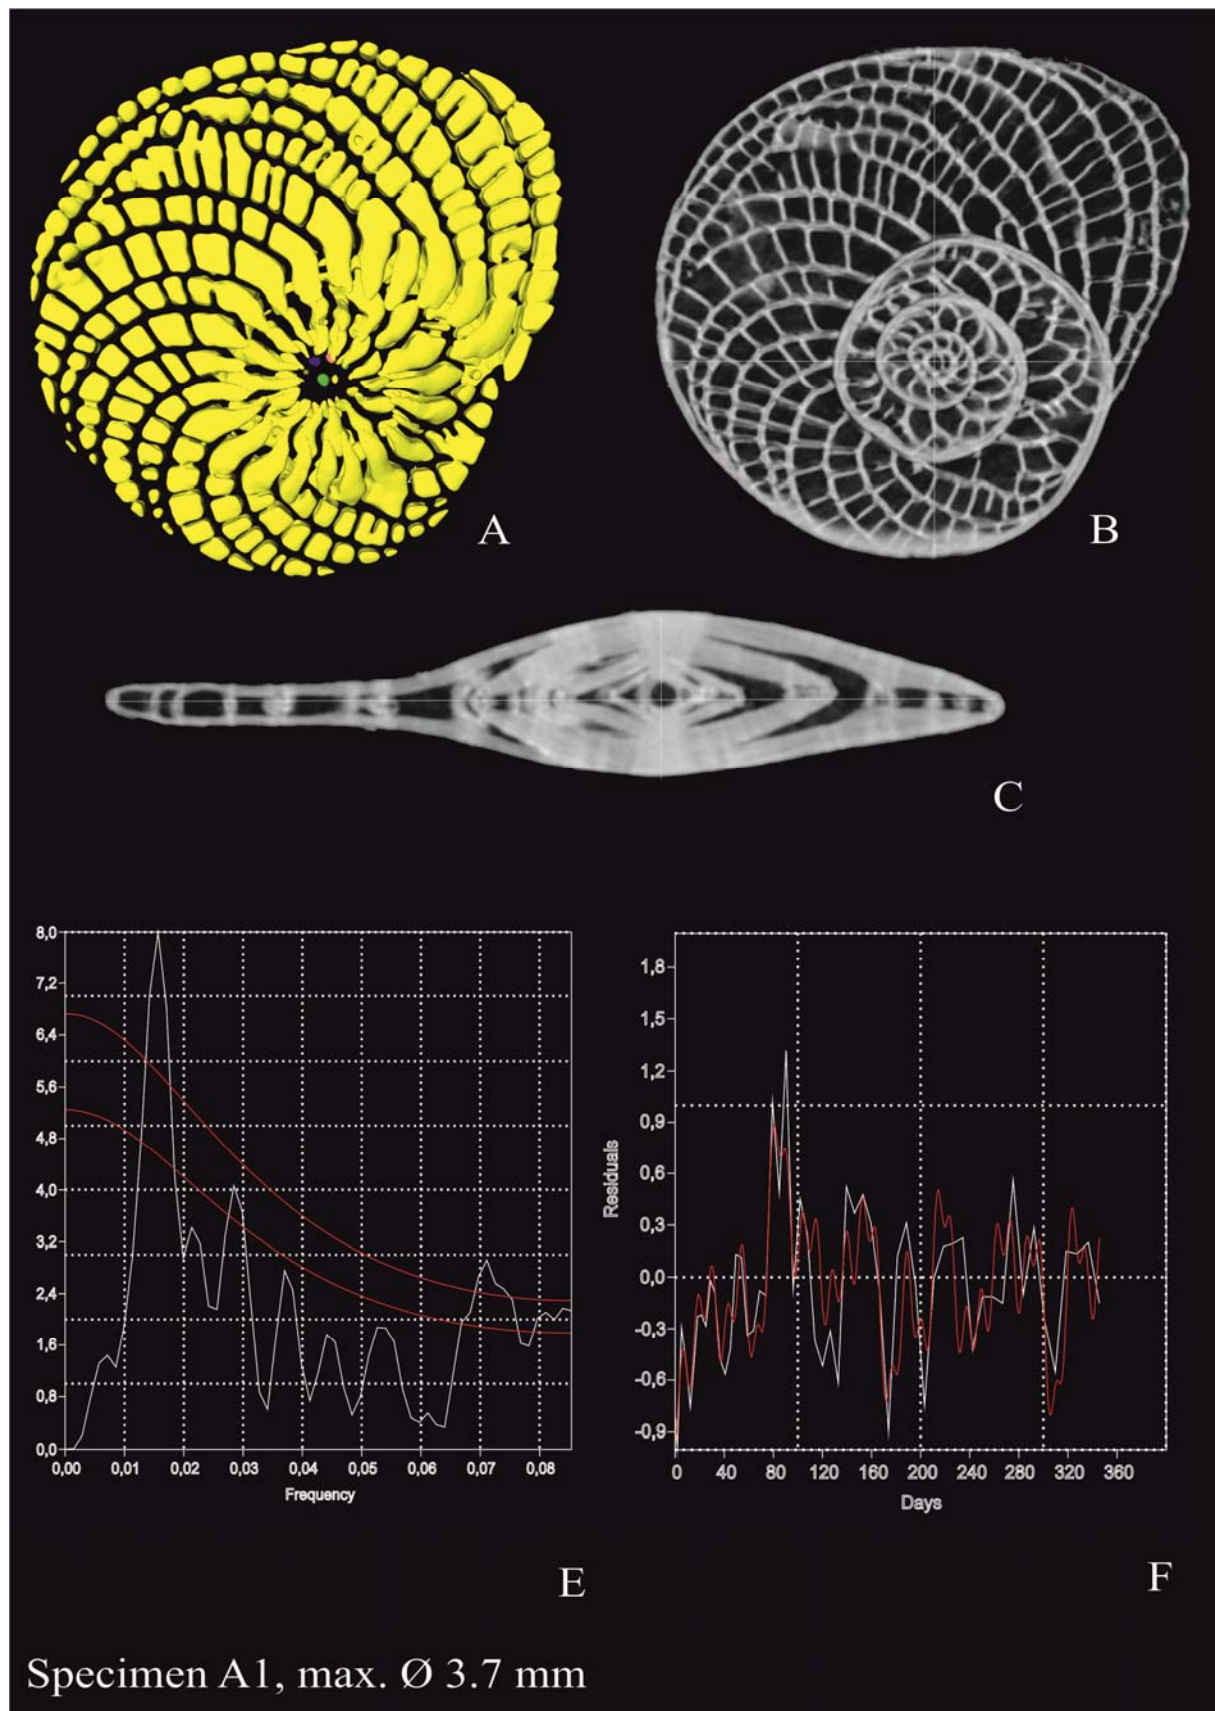 A
B
C
8,0
7,2
6,4
5,6
4,8
4,0
3,2
2,4
1,6
0,8
0,0
0,00 0,01 0,02 0,03 0,04 0,05 0,06 0,07 0,08
Frequency
E
1,8
1,5
1,2
0,9
0,6
0,3
0,0
-0,3
-0,6
-0,9
Residuals
0 40 80 120 160 200 240 280 320 360
Days
F
Specimen A1, max. Ø 3.7 mm